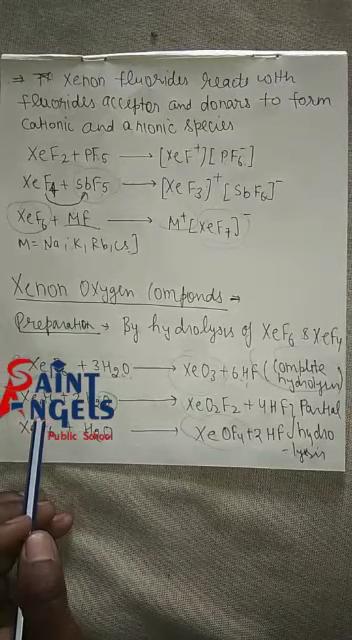 ⇒ Xenon fluorides reacts with
fluorides acceptor and donars to form
cationic and anionic species
XeF2 + PF5 ⟶ [XeF⁺][PF6⁻]
XeF4 + SbF5 ⟶ [XeF3]⁺ [SbF6]⁻
XeF6 + MF ⟶ M⁺[XeF7]⁻
M = Na, K, Rb, Cs]
Xenon Oxygen Componds →
Preparation → By hydrolysis of XeF6 & XeF4
+ 3H2O ⟶ XeO3 + 6HF (Complete hydrolysis)
⟶ XeO2F2 + 4HF } Partial
+ H2O ⟶ XeOF4 + 2HF } hydro
-lysis
SAINT
ANGELS
Public School